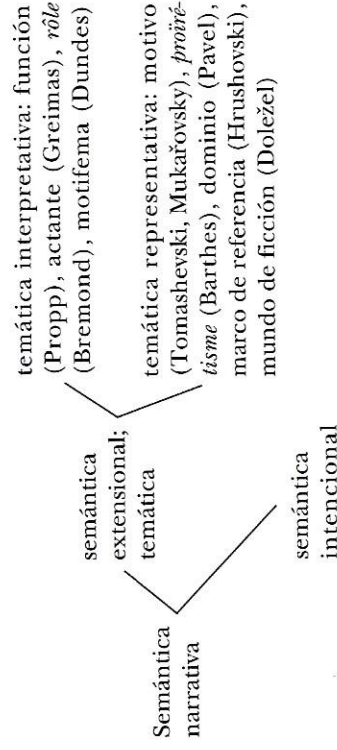 Semántica
narrativa
semántica
extensional;
temática
temática interpretativa: función
(Propp), actante (Greimas), rôle
(Bremond), motifema (Dundes)
temática representativa: motivo
(Tomashevski, Mukařovsky), proïré-
tisme (Barthes), dominio (Pavel),
marco de referencia (Hrushovski),
mundo de ficción (Doležel)
semántica
intencional